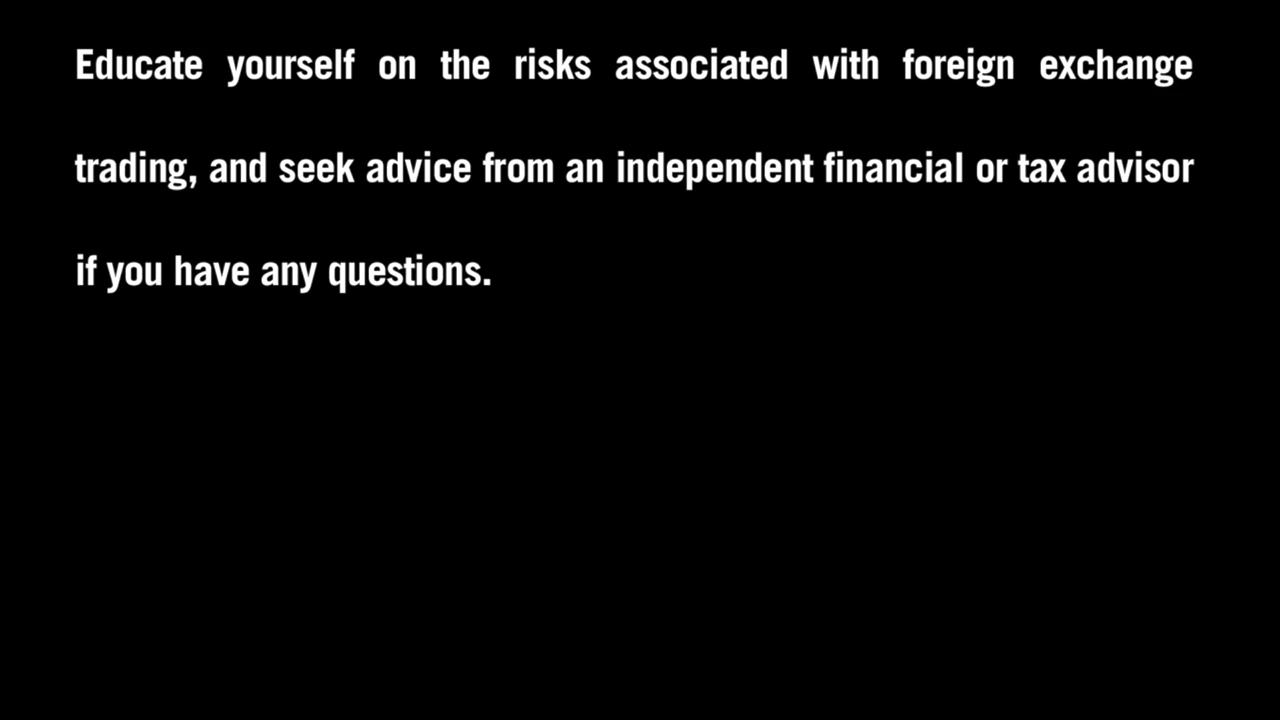 Educate yourself on the risks associated with foreign exchange
trading, and seek advice from an independent financial or tax advisor
if you have any questions.